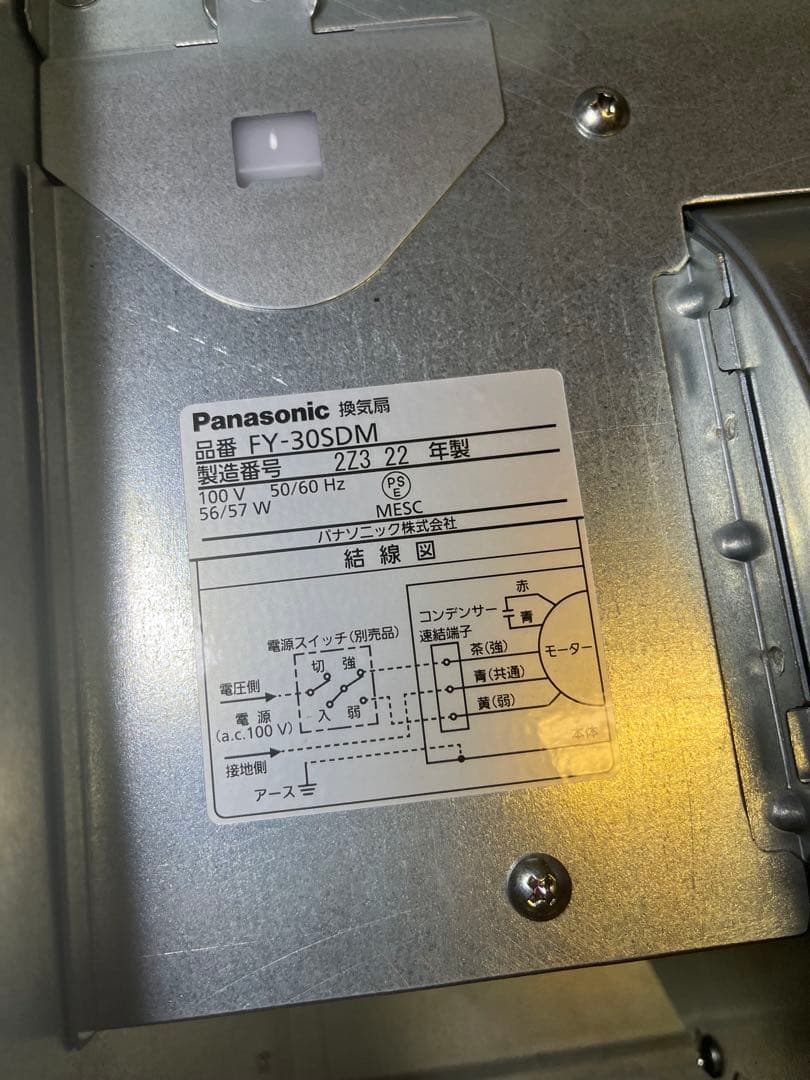 Panasonic 換気扇
品番 FY-30SDM
製造番号 2Z3 22 年製
100 V 50/60 Hz
56/57 W
PS
E
MESC
パナソニック株式会社
結線図
赤
コンデンサー
青
速結端子
電源スイッチ(別売品)
茶(強)
モーター
切 強
青(共通)
電圧側
黄(弱)
入 弱
電源
(a.c.100 V)
本体
接地側
アース